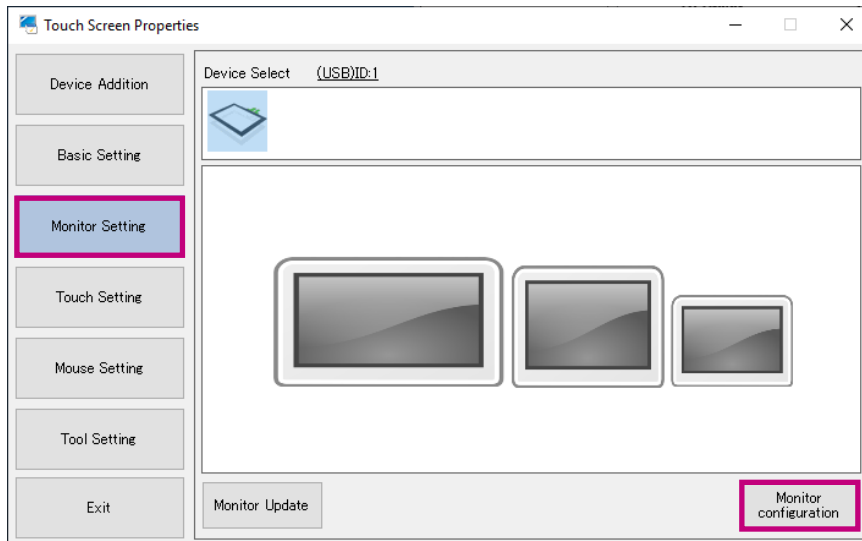 Touch Screen Properties
Device Addition
Basic Setting
Monitor Setting
Touch Setting
Mouse Setting
Tool Setting
Exit
Device Select (USB)ID:1
Monitor Update
Monitor
configuration